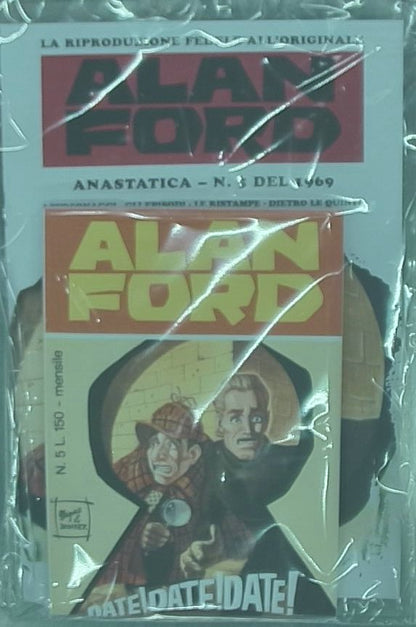 LA RIPRODUZIONE FEDELE ALL'ORIGINALE
ALAN
FORD
ANASTATICA – N. 5 DEL 1969
GLI EPISODI - LE RISTAMPE - DIETRO LE QUINTE
ALAN
FORD
N. 5 L. 150 - mensile
DATE! DATE! DATE!